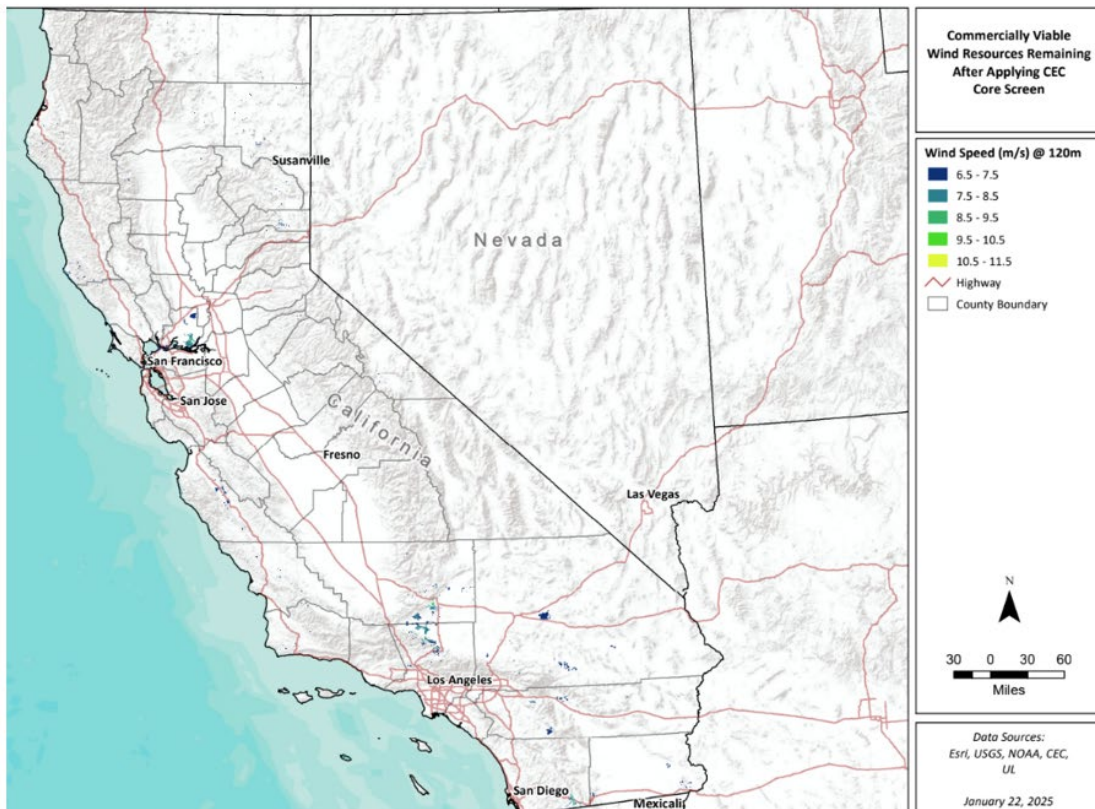 Commercially Viable
Wind Resources Remaining
After Applying CEC
Core Screen
Wind Speed (m/s) @ 120m
6.5 - 7.5
7.5 - 8.5
8.5 - 9.5
9.5 - 10.5
10.5 - 11.5
Highway
County Boundary
Susanville
Nevada
San Francisco
San Jose
California
Fresno
Las Vegas
Los Angeles
San Diego
Mexicali
N
30 0 30 60
Miles
Data Sources:
Esri, USGS, NOAA, CEC,
UL
January 22, 2025